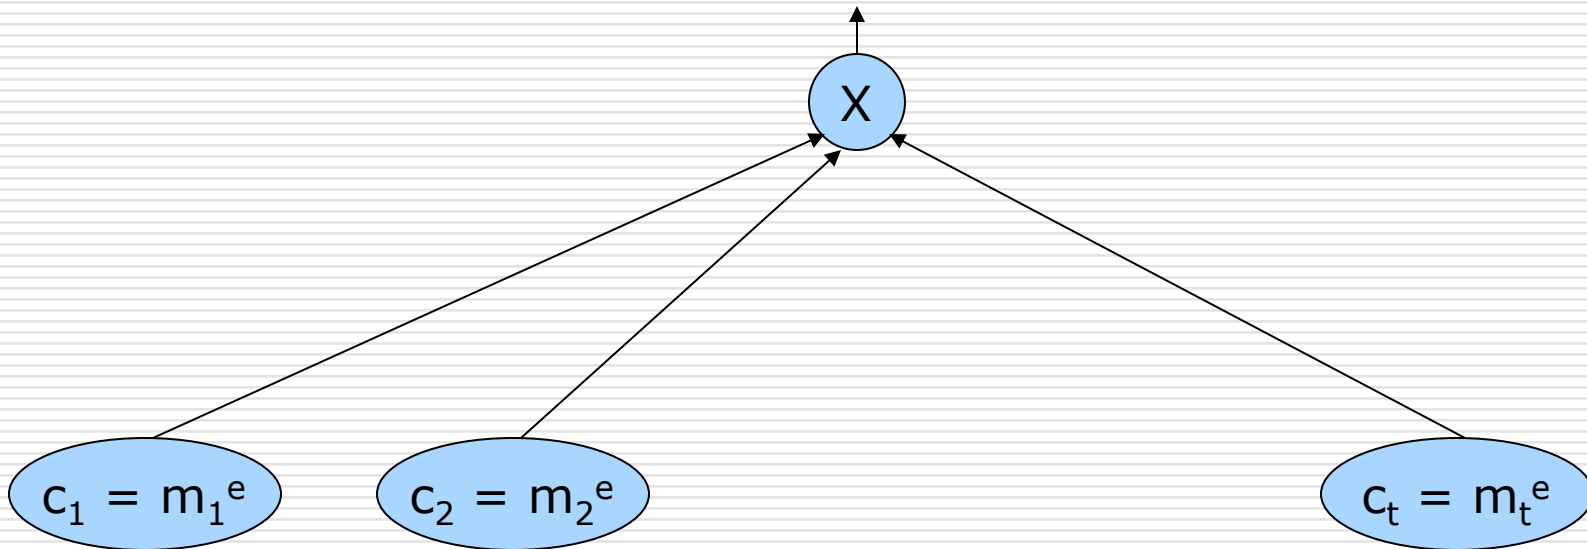 X
c₁ = m₁ᵉ
c₂ = m₂ᵉ
cₜ = mₜᵉ